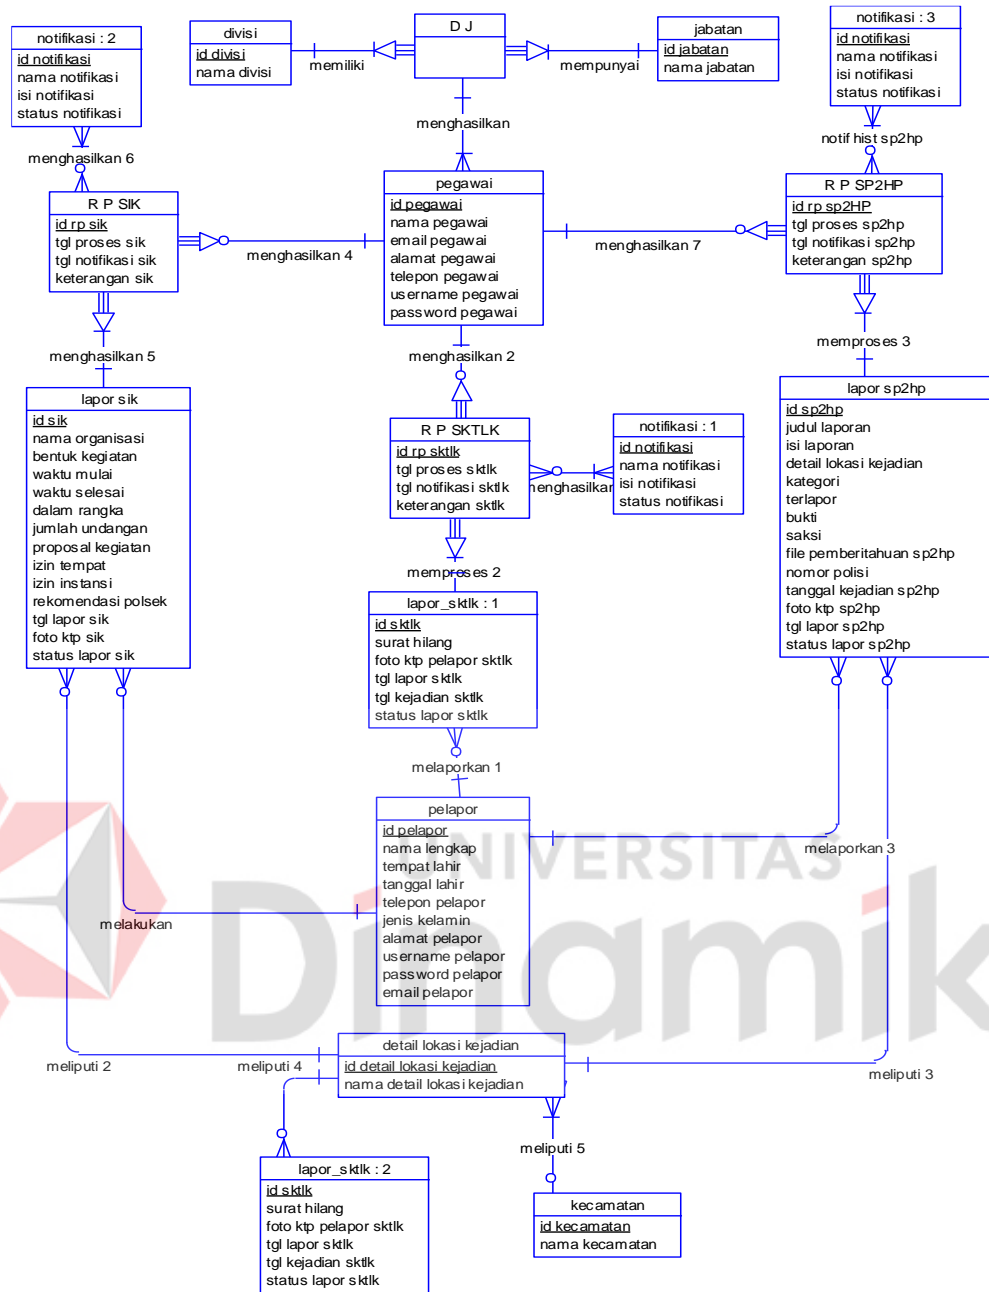 notifikasi : 2
id notifikasi
nama notifikasi
isi notifikasi
status notifikasi
divisi
id divisi
nama divisi
memiliki
D J
mempunyai
jabatan
id jabatan
nama jabatan
notifikasi : 3
id notifikasi
nama notifikasi
isi notifikasi
status notifikasi
menghasilkan 6
menghasilkan
notif hist sp2hp
R P SIK
id rp sik
tgl proses sik
tgl notifikasi sik
keterangan sik
menghasilkan 4
pegawai
id pegawai
nama pegawai
email pegawai
alamat pegawai
telepon pegawai
username pegawai
password pegawai
menghasilkan 7
R P SP2HP
id rp sp2HP
tgl proses sp2hp
tgl notifikasi sp2hp
keterangan sp2hp
menghasilkan 5
menghasilkan 2
memproses 3
lapor sik
id sik
nama organisasi
bentuk kegiatan
waktu mulai
waktu selesai
dalam rangka
jumlah undangan
proposal kegiatan
izin tempat
izin instansi
rekomendasi polsek
tgl lapor sik
foto ktp sik
status lapor sik
R P SKTLK
id rp sktlk
tgl proses sktlk
tgl notifikasi sktlk
keterangan sktlk
enghasilkan
notifikasi : 1
id notifikasi
nama notifikasi
isi notifikasi
status notifikasi
lapor sp2hp
id sp2hp
judul laporan
isi laporan
detail lokasi kejadian
kategori
terlapor
bukti
saksi
file pemberitahuan sp2hp
nomor polisi
tanggal kejadian sp2hp
foto ktp sp2hp
tgl lapor sp2hp
status lapor sp2hp
memproses 2
lapor_sktlk : 1
id sktlk
surat hilang
foto ktp pelapor sktlk
tgl lapor sktlk
tgl kejadian sktlk
status lapor sktlk
melaporkan 1
pelapor
id pelapor
nama lengkap
tempat lahir
tanggal lahir
telepon pelapor
jenis kelamin
alamat pelapor
username pelapor
password pelapor
email pelapor
melaporkan 3
melakukan
UNIVERSITAS
Dinamik
detail lokasi kejadian
id detail lokasi kejadian
nama detail lokasi kejadian
meliputi 2
meliputi 4
meliputi 3
meliputi 5
lapor_sktlk : 2
id sktlk
surat hilang
foto ktp pelapor sktlk
tgl lapor sktlk
tgl kejadian sktlk
status lapor sktlk
kecamatan
id kecamatan
nama kecamatan